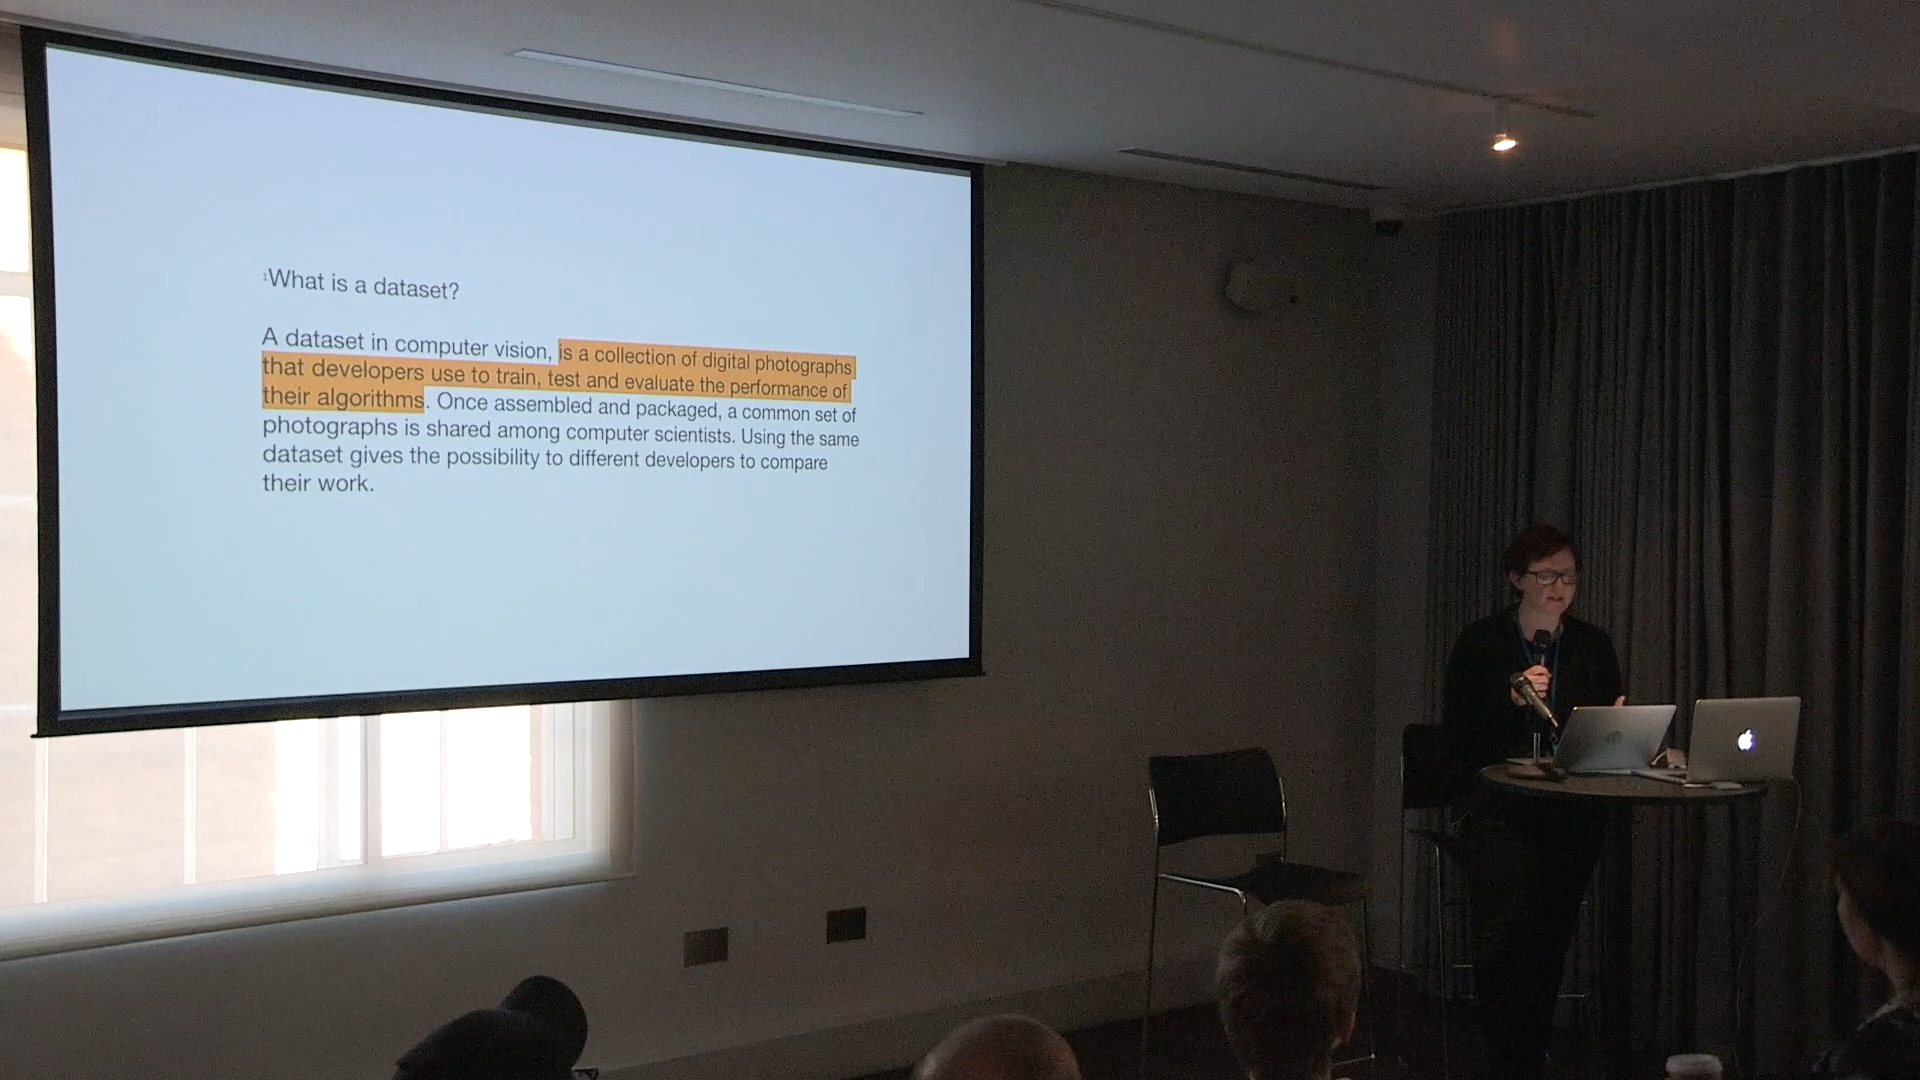 ¹What is a dataset?
A dataset in computer vision, is a collection of digital photographs
that developers use to train, test and evaluate the performance of
their algorithms. Once assembled and packaged, a common set of
photographs is shared among computer scientists. Using the same
dataset gives the possibility to different developers to compare
their work.